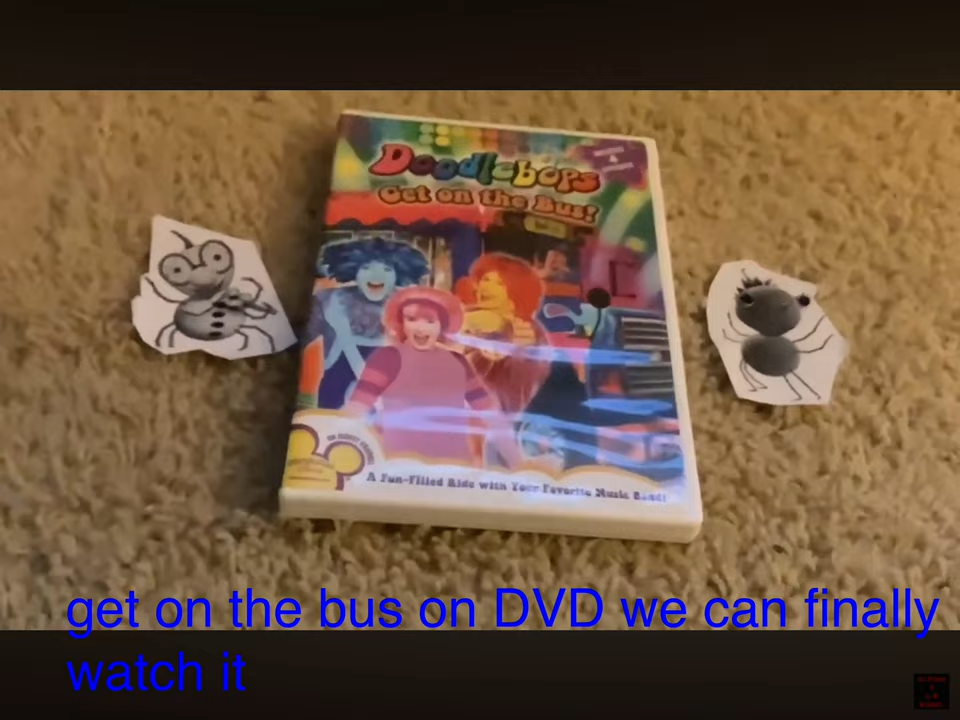 Doodlebops
Get on the Bus!
A Fun-Filled Ride with Your Favorite Music Band!
get on the bus on DVD we can finally
watch it